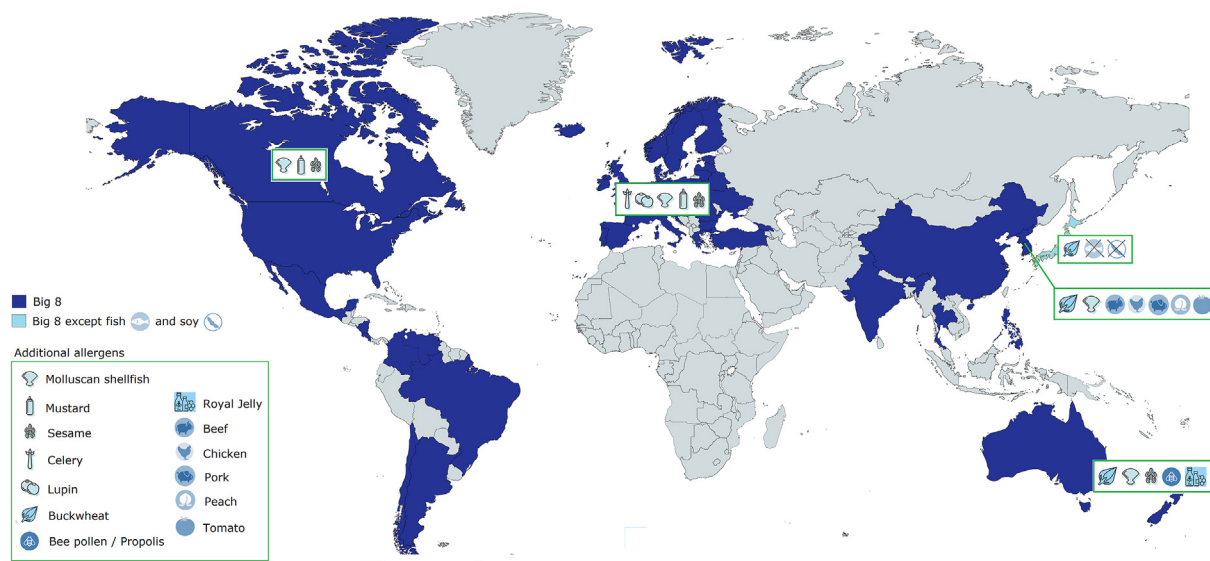 Big 8
Big 8 except fish and soy
Additional allergens
Molluscan shellfish
Mustard
Sesame
Celery
Lupin
Buckwheat
Bee pollen / Propolis
Royal Jelly
Beef
Chicken
Pork
Peach
Tomato